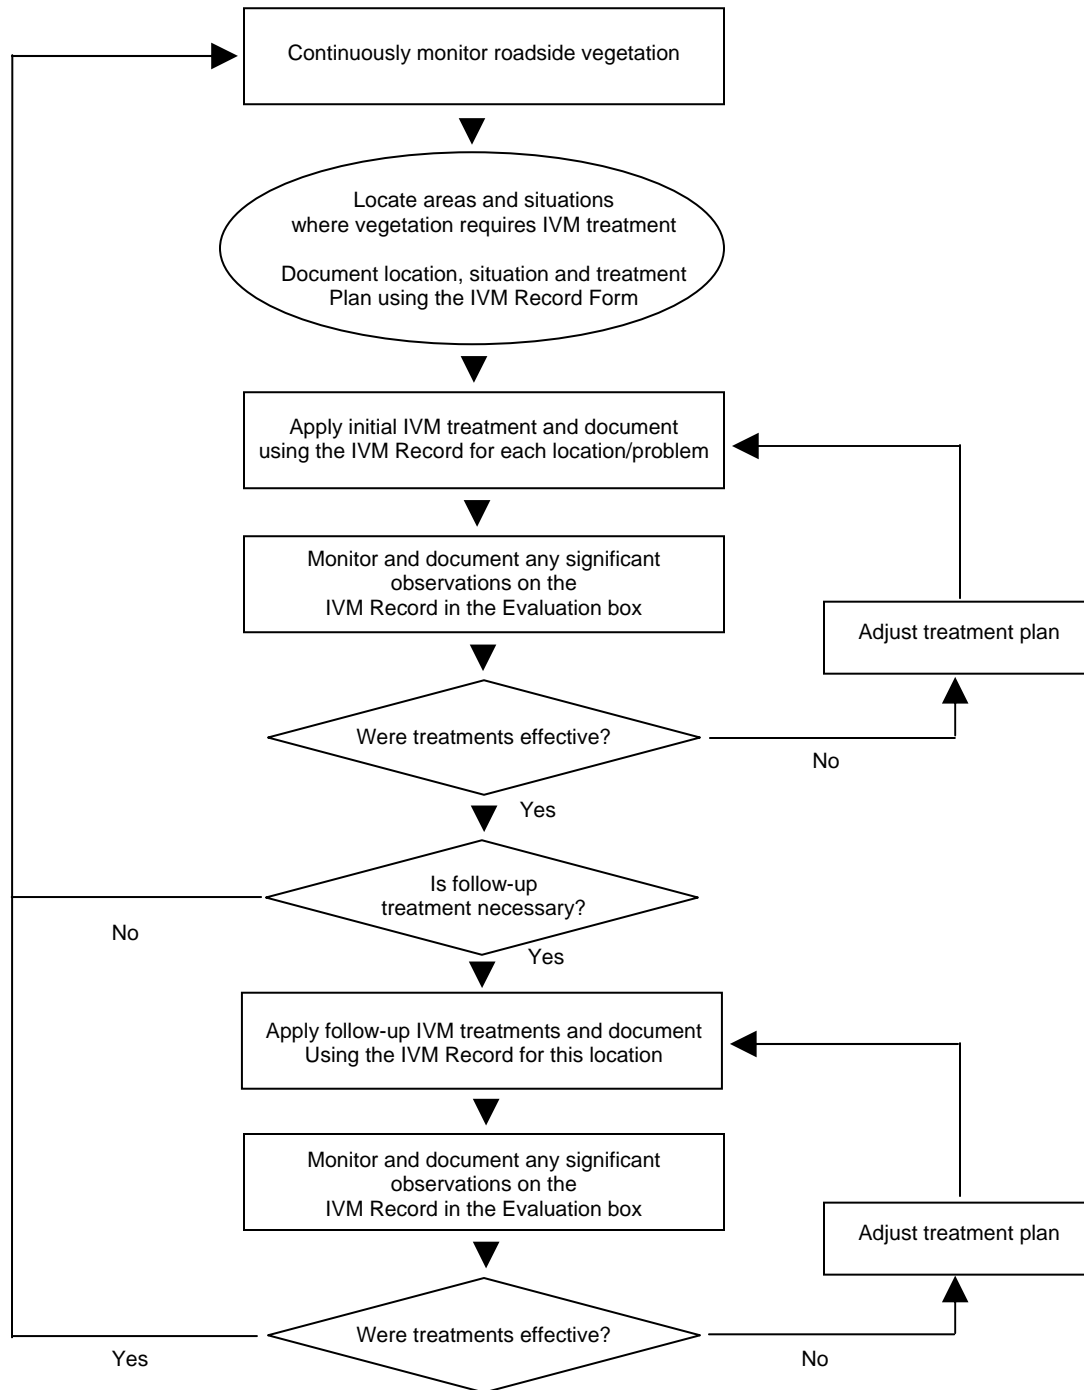 Continuously monitor roadside vegetation
Locate areas and situations
where vegetation requires IVM treatment
Document location, situation and treatment
Plan using the IVM Record Form
Apply initial IVM treatment and document
using the IVM Record for each location/problem
Monitor and document any significant
observations on the
IVM Record in the Evaluation box
Adjust treatment plan
Were treatments effective?
No
Yes
Is follow-up
treatment necessary?
No
Yes
Apply follow-up IVM treatments and document
Using the IVM Record for this location
Monitor and document any significant
observations on the
IVM Record in the Evaluation box
Adjust treatment plan
Were treatments effective?
Yes
No